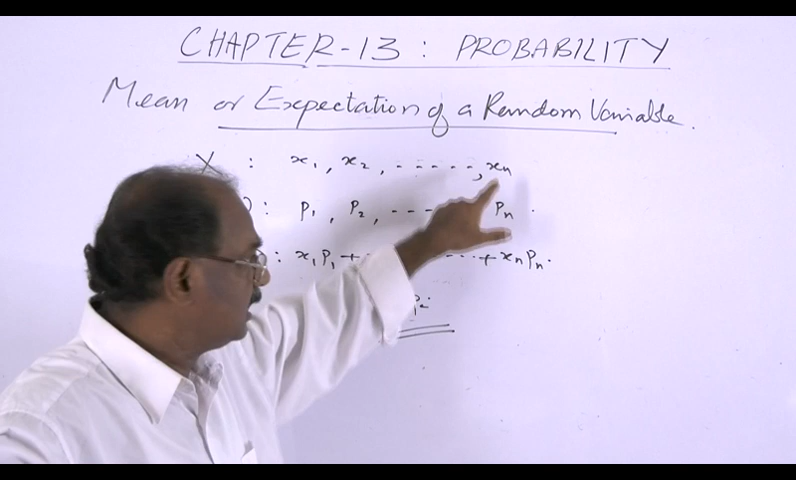 CHAPTER-13 : PROBABILITY
Mean or Expectation of a Random Variable.
X : x₁, x₂, ------, xₙ
: P₁, P₂, --- Pₙ .
: x₁P₁ + ---+ xₙPₙ.